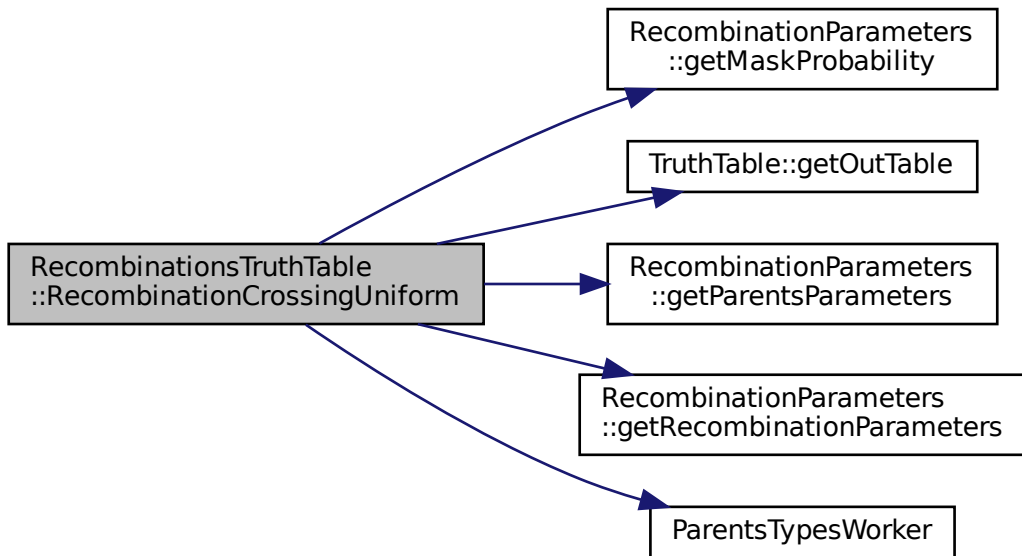 RecombinationParameters
::getMaskProbability
TruthTable::getOutTable
RecombinationsTruthTable
::RecombinationCrossingUniform
RecombinationParameters
::getParentsParameters
RecombinationParameters
::getRecombinationParameters
ParentsTypesWorker